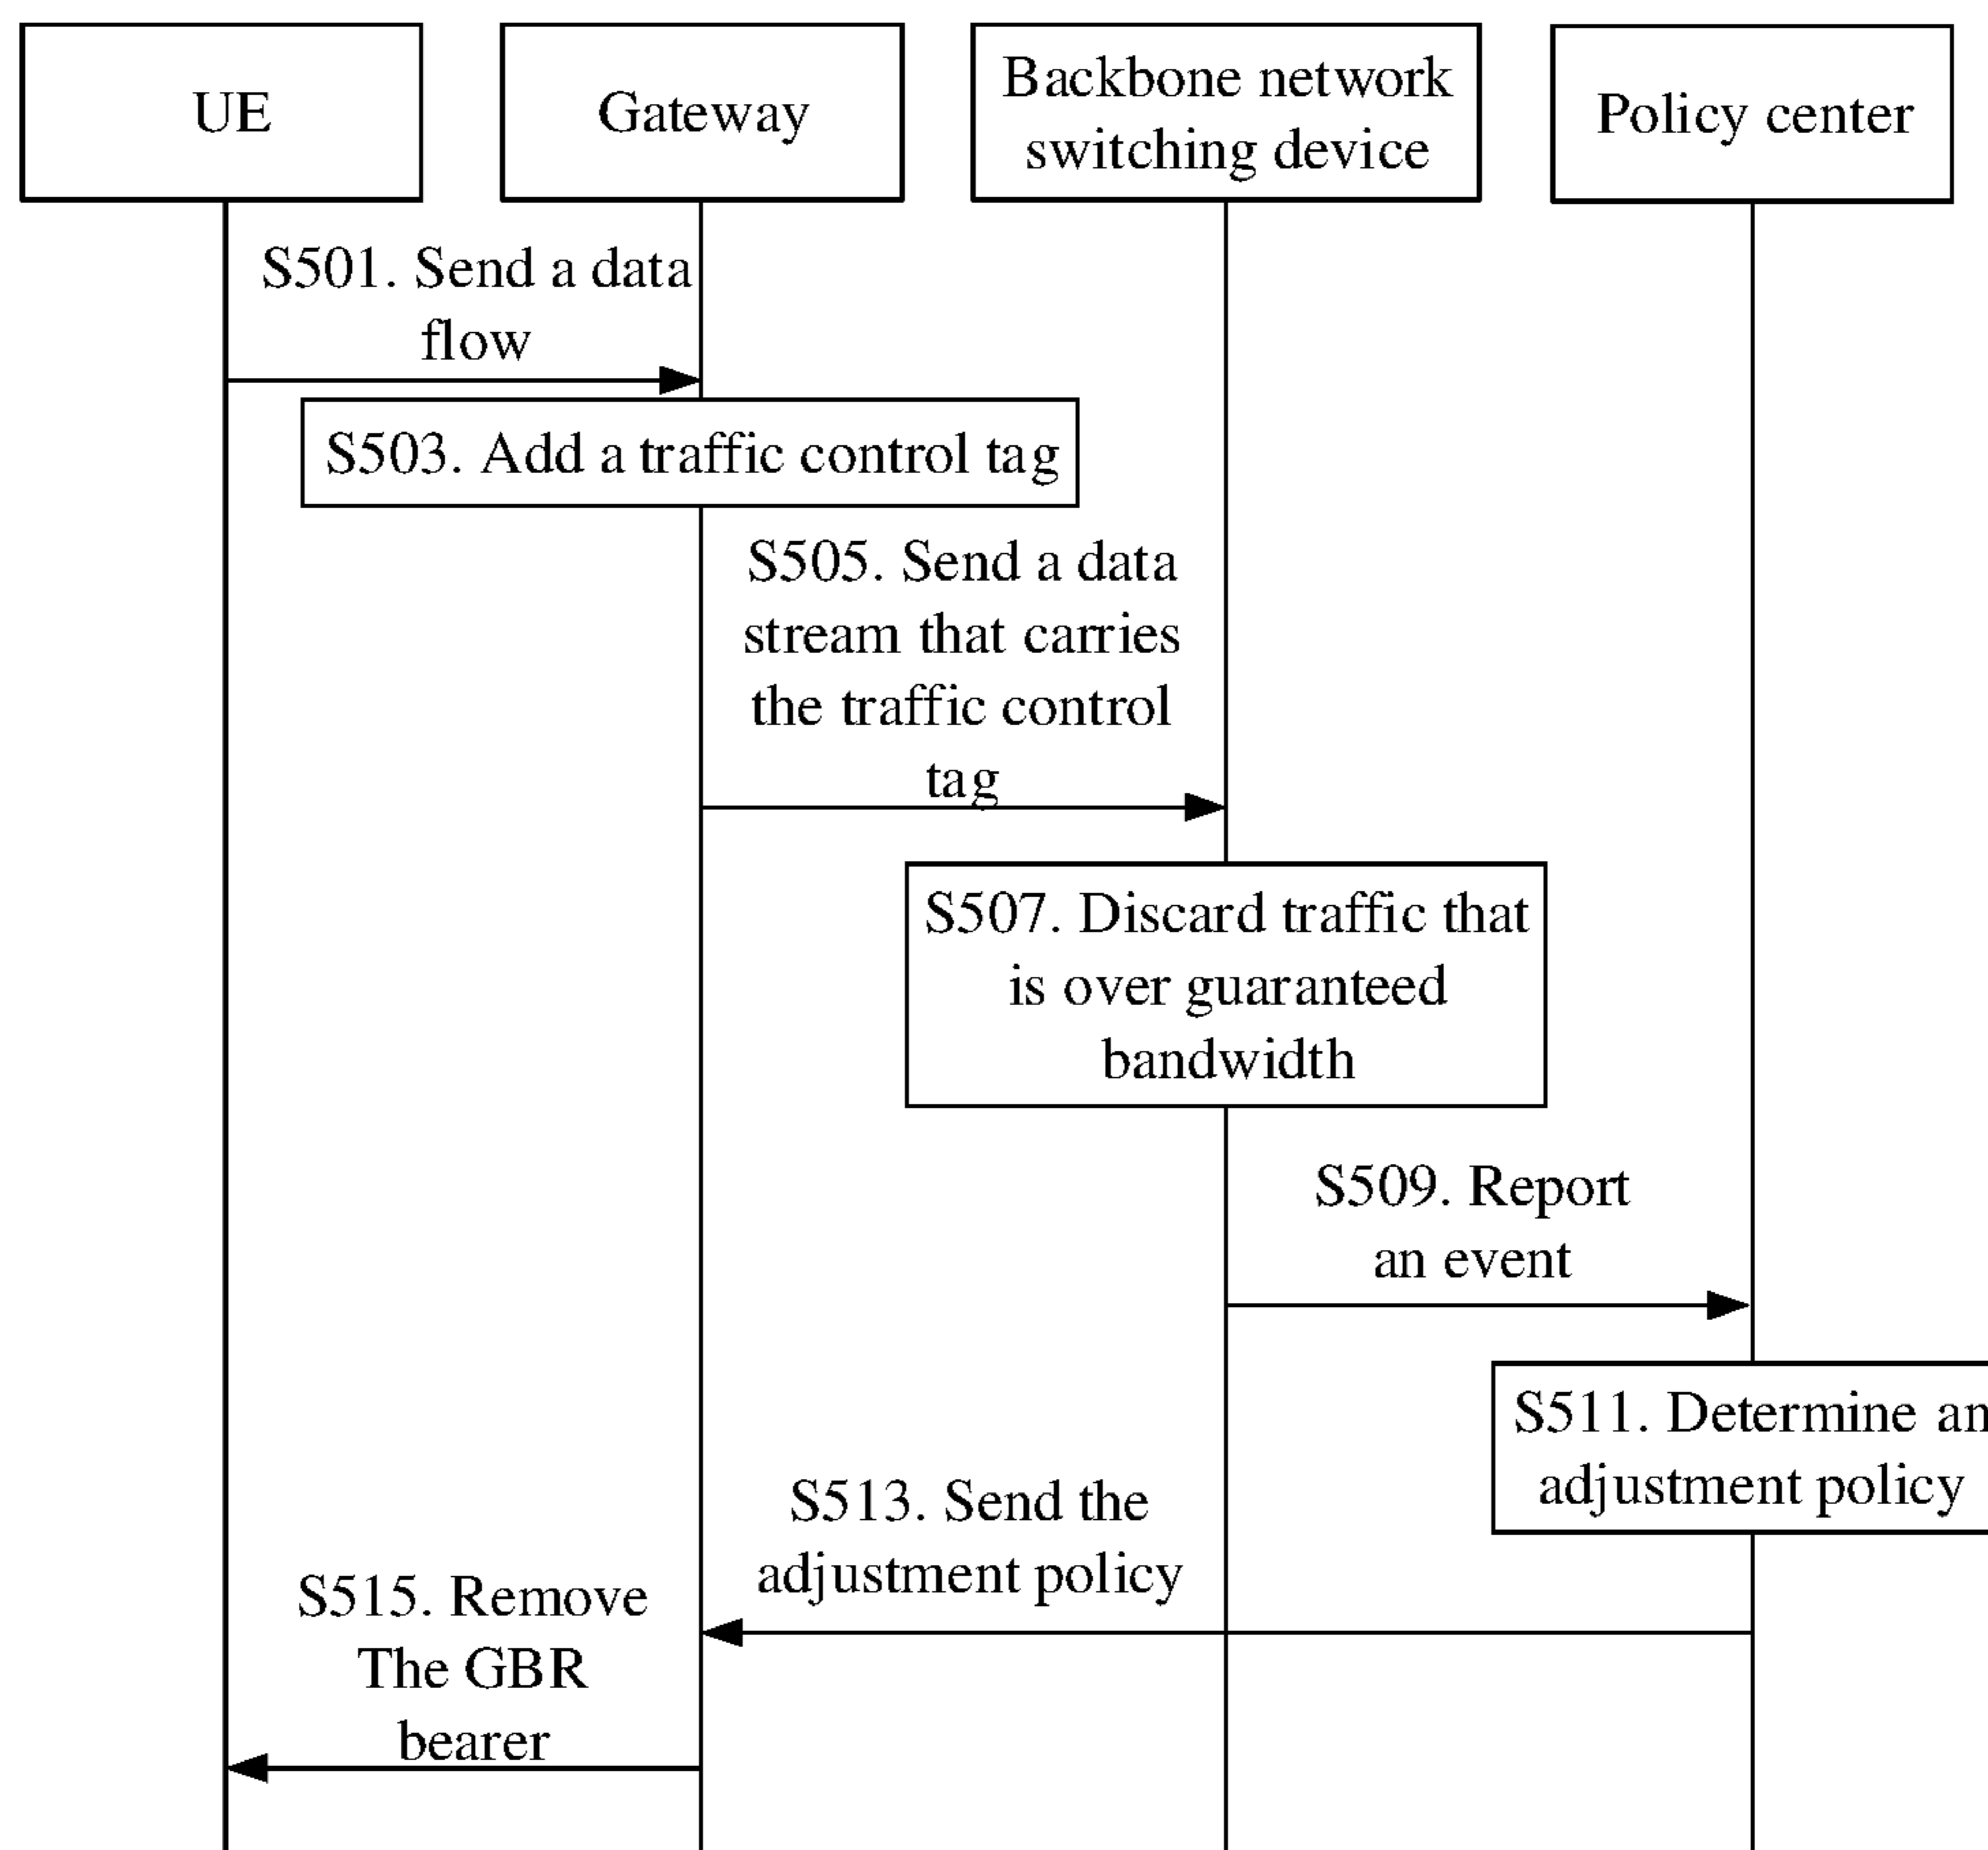 UE
Gateway
Backbone network
switching device
Policy center
S501. Send a data
flow
S503. Add a traffic control tag
S505. Send a data
stream that carries
the traffic control
tag
S507. Discard traffic that
is over guaranteed
bandwidth
S509. Report
an event
S511. Determine an
adjustment policy
S513. Send the
adjustment policy
S515. Remove
The GBR
bearer